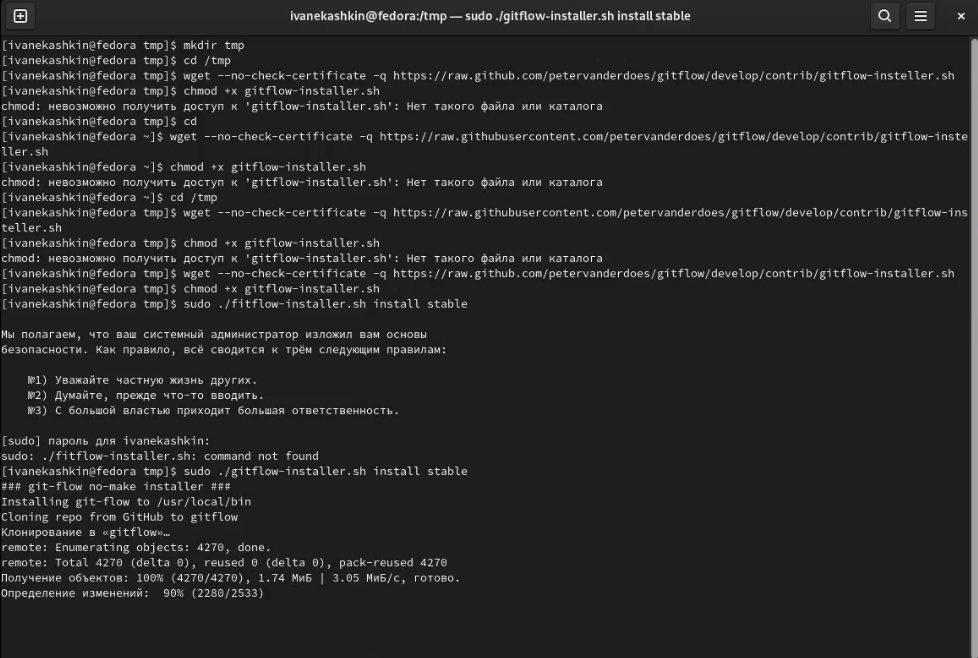 ivanekashkin@fedora:/tmp — sudo ./gitflow-installer.sh install stable
[ivanekashkin@fedora tmp]$ mkdir tmp
[ivanekashkin@fedora tmp]$ cd /tmp
[ivanekashkin@fedora tmp]$ wget --no-check-certificate -q https://raw.github.com/petervanderdoes/gitflow/develop/contrib/gitflow-insteller.sh
[ivanekashkin@fedora tmp]$ chmod +x gitflow-installer.sh
chmod: невозможно получить доступ к 'gitflow-installer.sh': Нет такого файла или каталога
[ivanekashkin@fedora tmp]$ cd
[ivanekashkin@fedora ~]$ wget --no-check-certificate -q https://raw.githubusercontent.com/petervanderdoes/gitflow/develop/contrib/gitflow-inste
ller.sh
[ivanekashkin@fedora ~]$ chmod +x gitflow-installer.sh
chmod: невозможно получить доступ к 'gitflow-installer.sh': Нет такого файла или каталога
[ivanekashkin@fedora ~]$ cd /tmp
[ivanekashkin@fedora tmp]$ wget --no-check-certificate -q https://raw.githubusercontent.com/petervanderdoes/gitflow/develop/contrib/gitflow-ins
teller.sh
[ivanekashkin@fedora tmp]$ chmod +x gitflow-installer.sh
chmod: невозможно получить доступ к 'gitflow-installer.sh': Нет такого файла или каталога
[ivanekashkin@fedora tmp]$ wget --no-check-certificate -q https://raw.github.com/petervanderdoes/gitflow/develop/contrib/gitflow-installer.sh
[ivanekashkin@fedora tmp]$ chmod +x gitflow-installer.sh
[ivanekashkin@fedora tmp]$ sudo ./fitflow-installer.sh install stable
Мы полагаем, что ваш системный администратор изложил вам основы
безопасности. Как правило, всё сводится к трём следующим правилам:
№1) Уважайте частную жизнь других.
№2) Думайте, прежде что-то вводить.
№3) С большой властью приходит большая ответственность.
[sudo] пароль для ivanekashkin:
sudo: ./fitflow-installer.sh: command not found
[ivanekashkin@fedora tmp]$ sudo ./gitflow-installer.sh install stable
### git-flow no-make installer ###
Installing git-flow to /usr/local/bin
Cloning repo from GitHub to gitflow
Клонирование в «gitflow»…
remote: Enumerating objects: 4270, done.
remote: Total 4270 (delta 0), reused 0 (delta 0), pack-reused 4270
Получение объектов: 100% (4270/4270), 1.74 МиБ | 3.05 МиБ/с, готово.
Определение изменений:  90% (2280/2533)